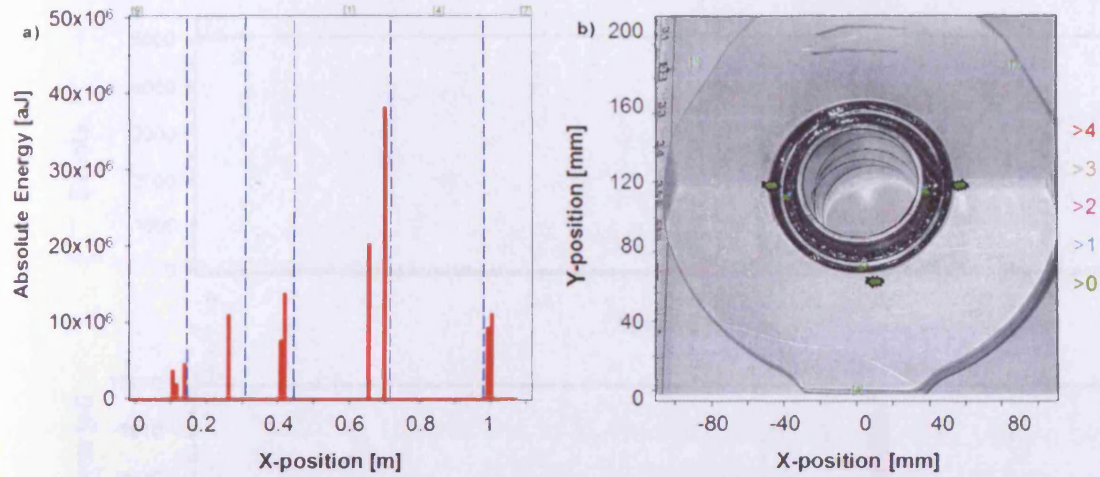 a)
50x10⁶
40x10⁶
30x10⁶
20x10⁶
10x10⁶
0
Absolute Energy [aJ]
0 0.2 0.4 0.6 0.8 1
X-position [m]
b)
200
160
120
80
40
0
Y-position [mm]
-80 -40 0 40 80
X-position [mm]
>4
>3
>2
>1
>0